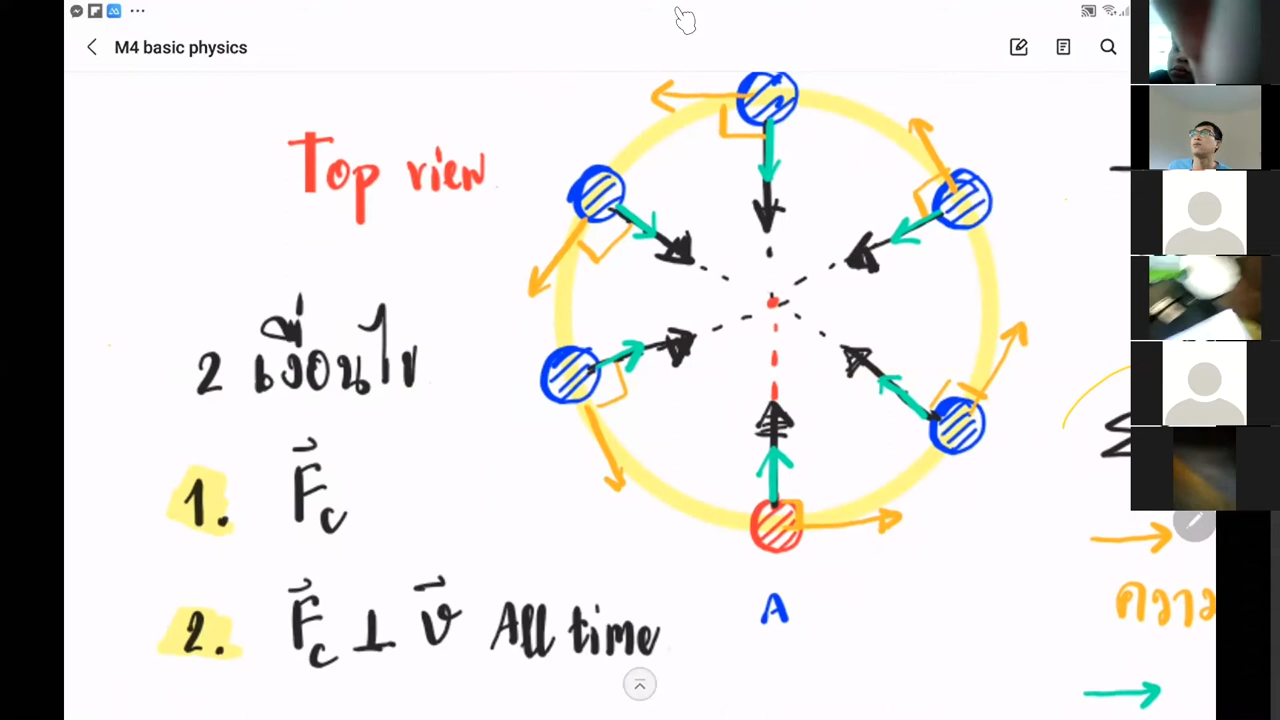 M4 basic physics
Top view
2 เงื่อนไข
1. F⃗c
2. F⃗c ⊥ v⃗ All time
A
Σ
ความ